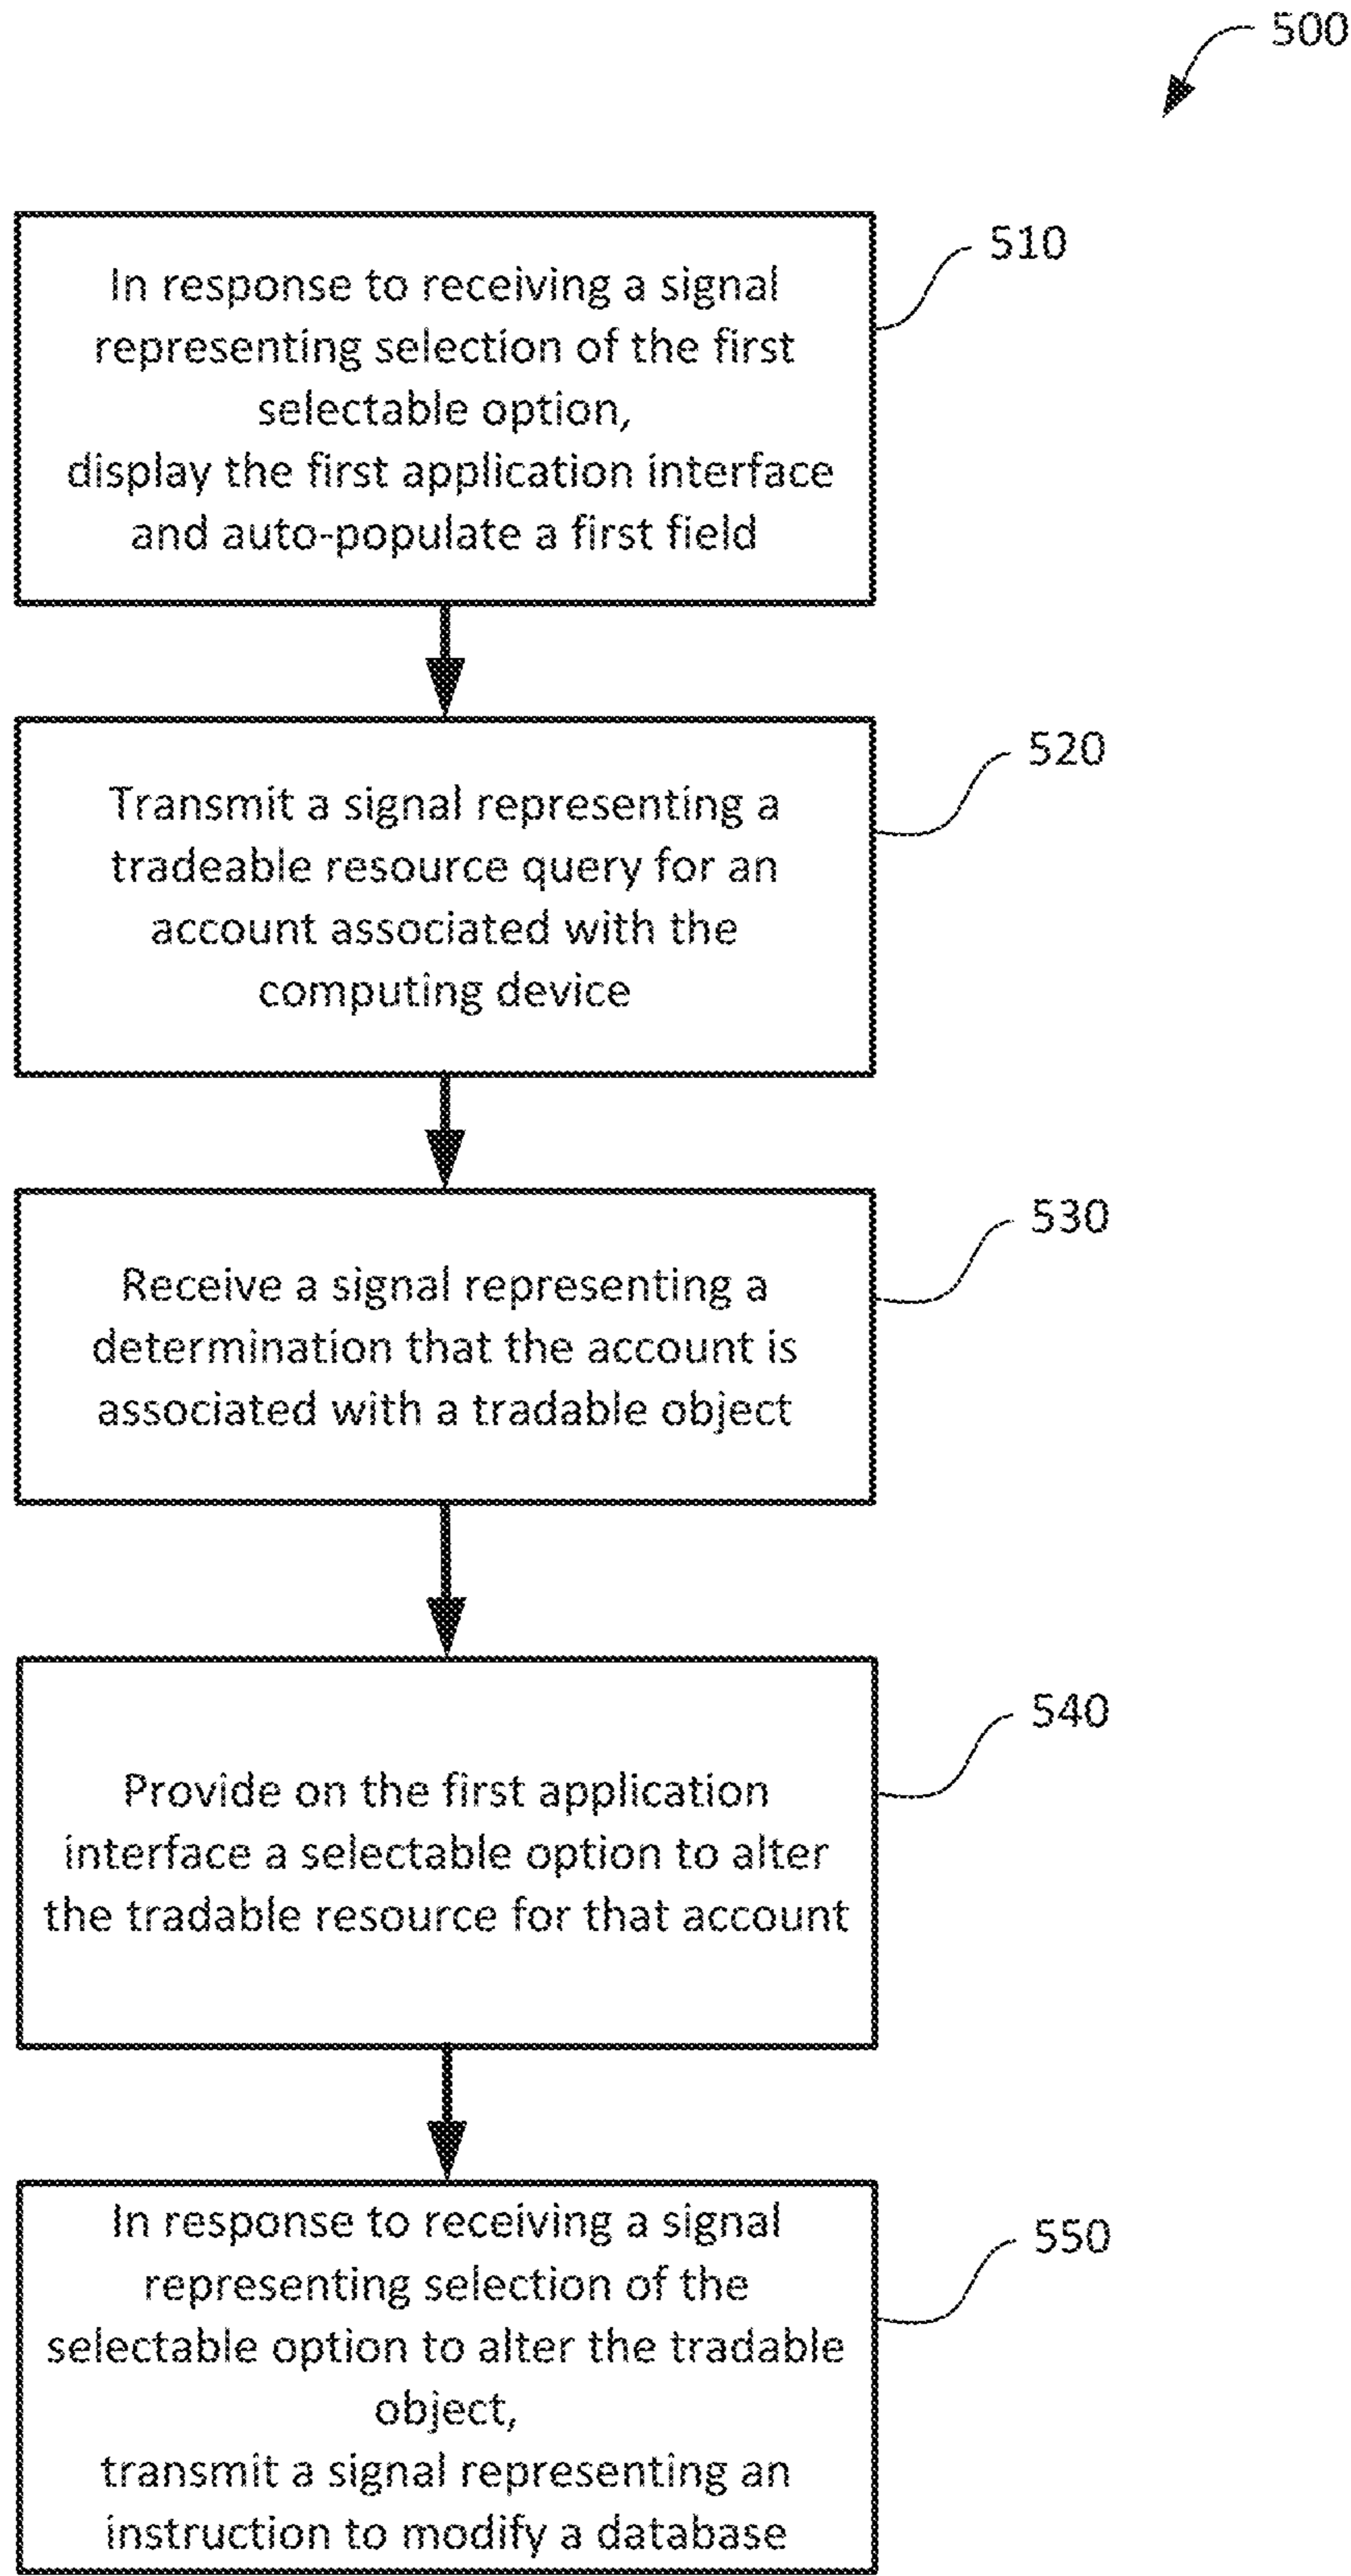 500
510
In response to receiving a signal
representing selection of the first
selectable option,
display the first application interface
and auto-populate a first field
520
Transmit a signal representing a
tradeable resource query for an
account associated with the
computing device
530
Receive a signal representing a
determination that the account is
associated with a tradable object
540
Provide on the first application
interface a selectable option to alter
the tradable resource for that account
550
In response to receiving a signal
representing selection of the
selectable option to alter the tradable
object,
transmit a signal representing an
instruction to modify a database